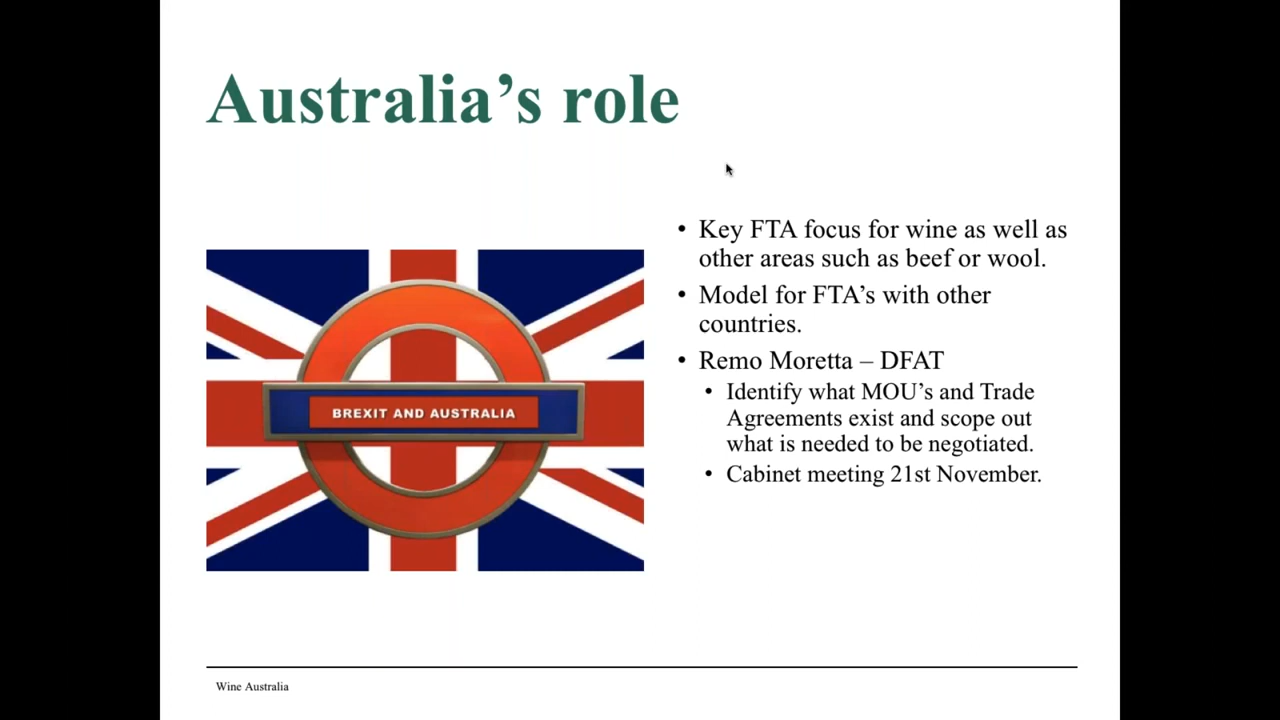 Australia’s role
BREXIT AND AUSTRALIA
• Key FTA focus for wine as well as
other areas such as beef or wool.
• Model for FTA’s with other
countries.
• Remo Moretta – DFAT
• Identify what MOU’s and Trade
Agreements exist and scope out
what is needed to be negotiated.
• Cabinet meeting 21st November.
Wine Australia